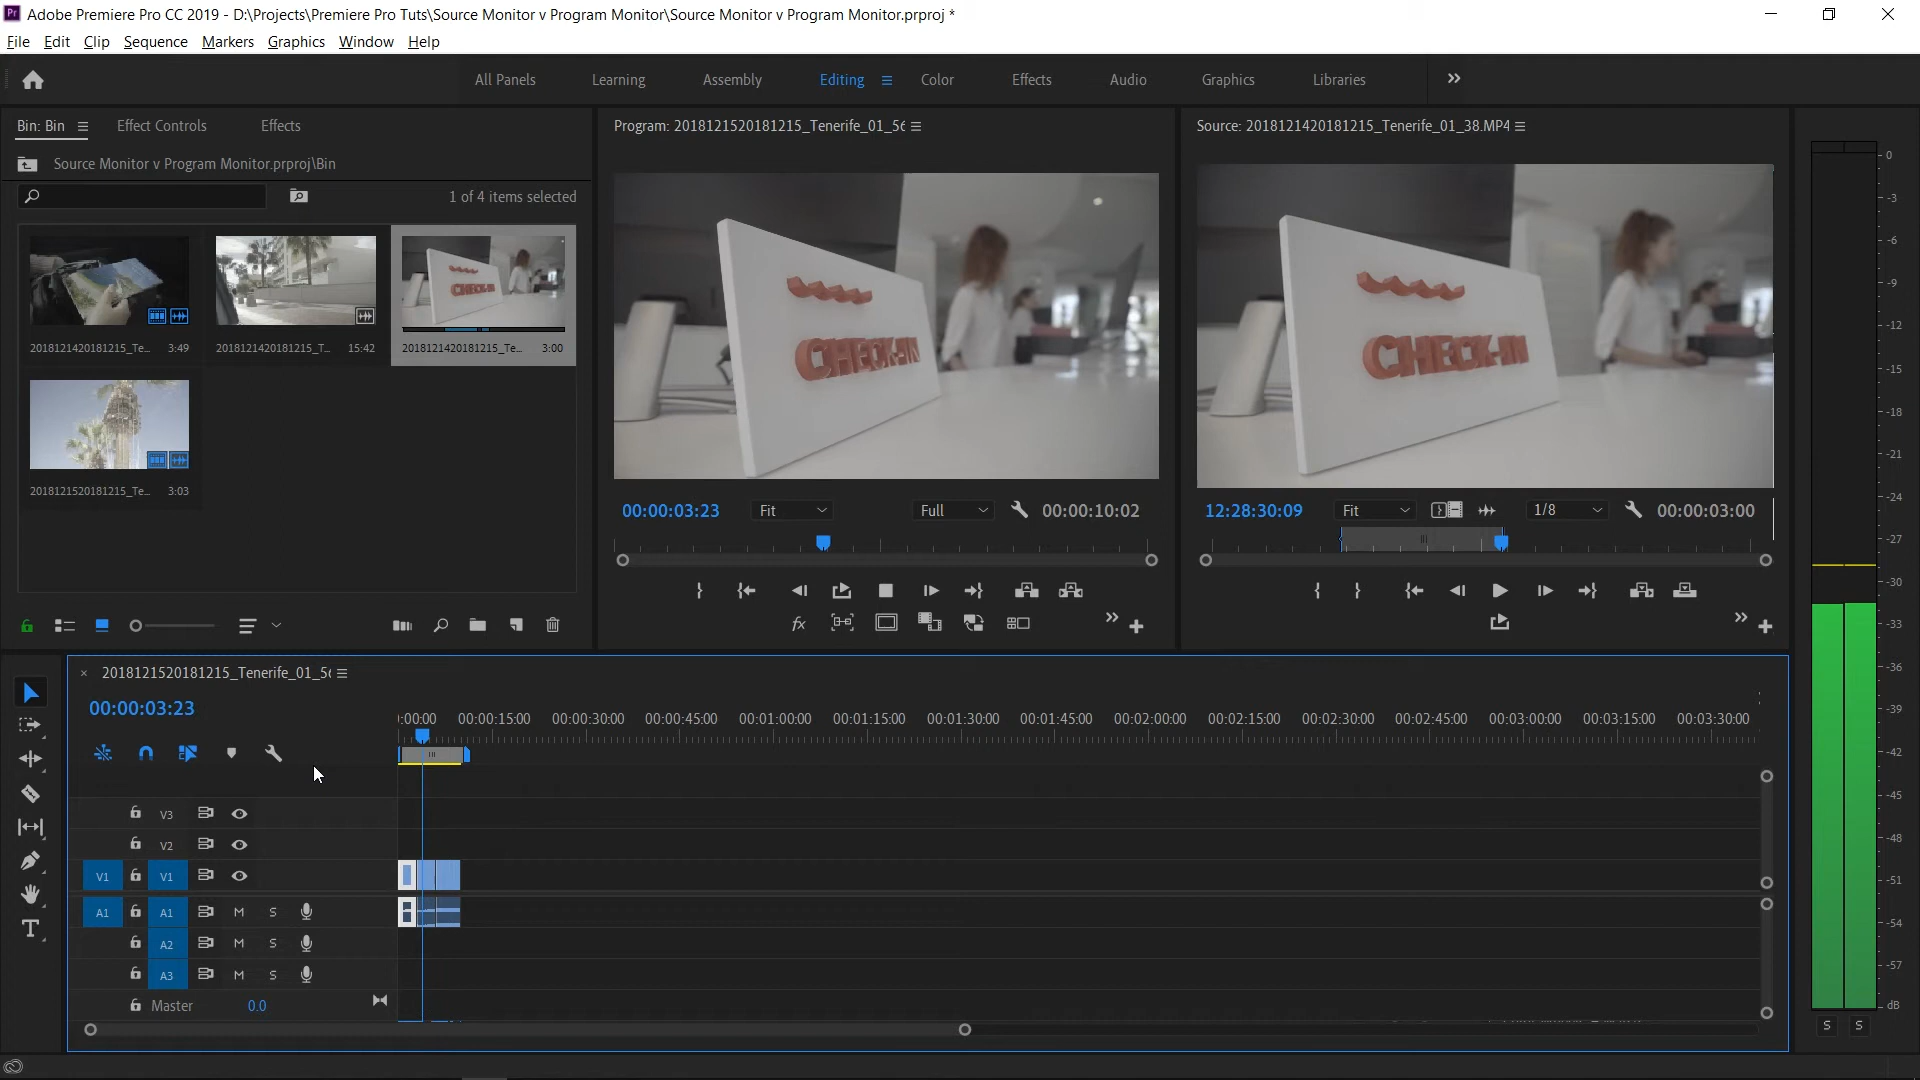 Adobe Premiere Pro CC 2019 - D:\Projects\Premiere Pro Tuts\Source Monitor v Program Monitor\Source Monitor v Program Monitor.prproj *
File Edit Clip Sequence Markers Graphics Window Help
All Panels Learning Assembly Editing Color Effects Audio Graphics Libraries
Bin: Bin Effect Controls Effects
Source Monitor v Program Monitor.prproj\Bin
1 of 4 items selected
2018121420181215_Te... 3:49
2018121420181215_T... 15:42
2018121420181215_Te... 3:00
2018121520181215_Te... 3:03
Program: 2018121520181215_Tenerife_01_56
CHECK-IN
00:00:03:23 Fit Full 00:00:10:02
Source: 2018121420181215_Tenerife_01_38.MP4
CHECK-IN
12:28:30:09 Fit 1/8 00:00:03:00
2018121520181215_Tenerife_01_56
00:00:03:23
:00:00 00:00:15:00 00:00:30:00 00:00:45:00 00:01:00:00 00:01:15:00 00:01:30:00 00:01:45:00 00:02:00:00 00:02:15:00 00:02:30:00 00:02:45:00 00:03:00:00 00:03:15:00 00:03:30:00
V3
V2
V1 V1
A1 A1 M S
A2 M S
A3 M S
Master 0.0
0
-3
-6
-9
-12
-15
-18
-21
-24
-27
-30
-33
-36
-39
-42
-45
-48
-51
-54
-57
dB
S S